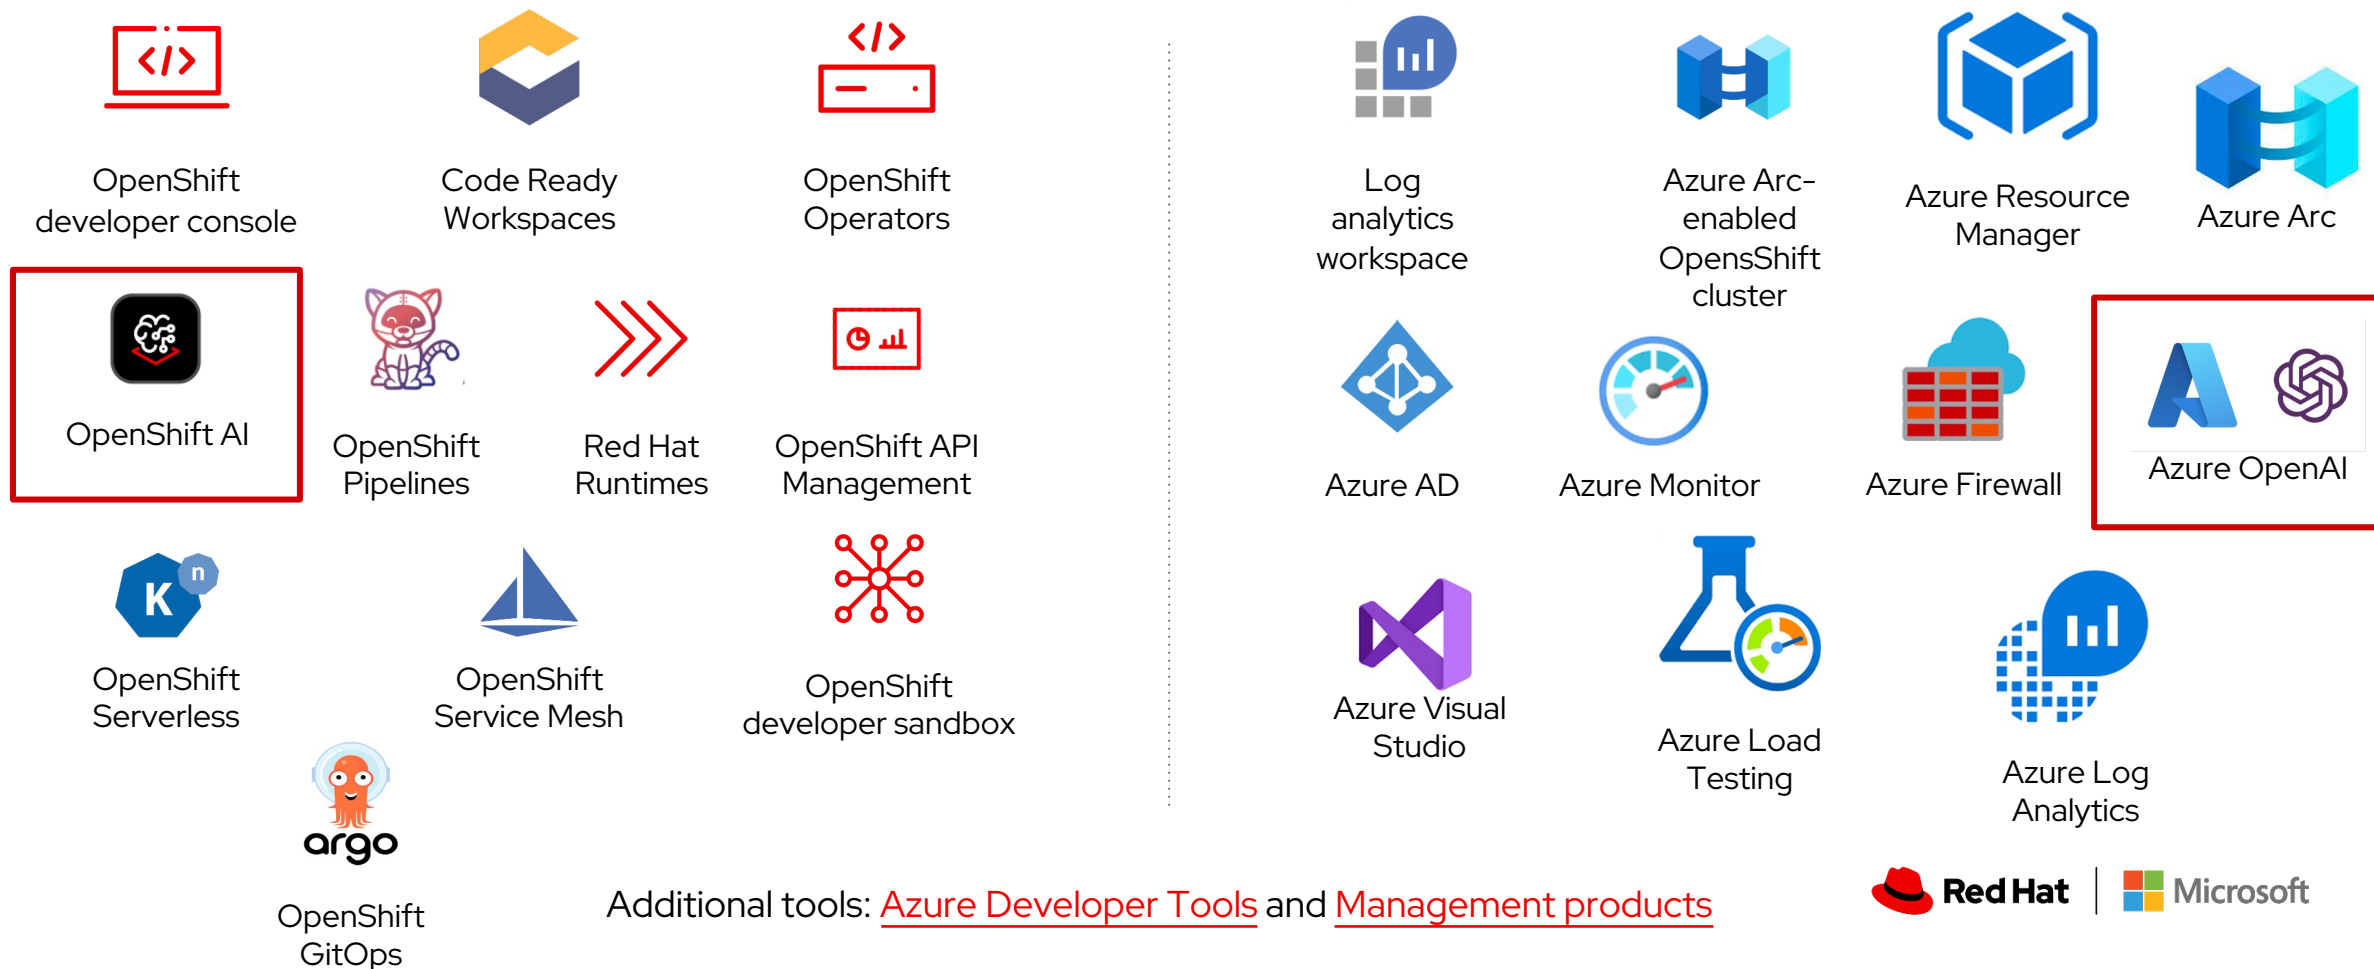 OpenShift
developer console
Code Ready
Workspaces
OpenShift
Operators
OpenShift AI
OpenShift
Pipelines
Red Hat
Runtimes
OpenShift API
Management
K
n
OpenShift
Serverless
OpenShift
Service Mesh
OpenShift
developer sandbox
argo
OpenShift
GitOps
Log
analytics
workspace
Azure Arc-
enabled
OpensShift
cluster
Azure Resource
Manager
Azure Arc
Azure AD
Azure Monitor
Azure Firewall
Azure OpenAI
Azure Visual
Studio
Azure Load
Testing
Azure Log
Analytics
Additional tools: Azure Developer Tools and Management products
Red Hat
Microsoft